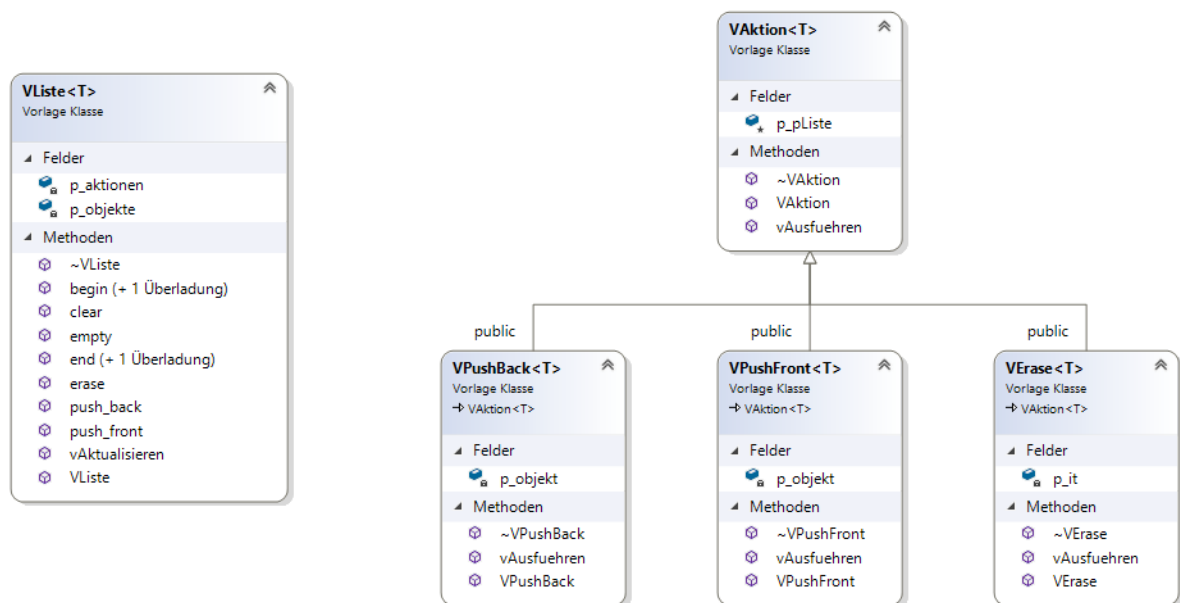 VListe<T>
Vorlage Klasse
Felder
p_aktionen
p_objekte
Methoden
~VListe
begin (+ 1 Überladung)
clear
empty
end (+ 1 Überladung)
erase
push_back
push_front
vAktualisieren
VListe
VAktion<T>
Vorlage Klasse
Felder
p_pListe
Methoden
~VAktion
VAktion
vAusfuehren
public
public
public
VPushBack<T>
Vorlage Klasse
VAktion<T>
Felder
p_objekt
Methoden
~VPushBack
vAusfuehren
VPushBack
VPushFront<T>
Vorlage Klasse
VAktion<T>
Felder
p_objekt
Methoden
~VPushFront
vAusfuehren
VPushFront
VErase<T>
Vorlage Klasse
VAktion<T>
Felder
p_it
Methoden
~VErase
vAusfuehren
VErase